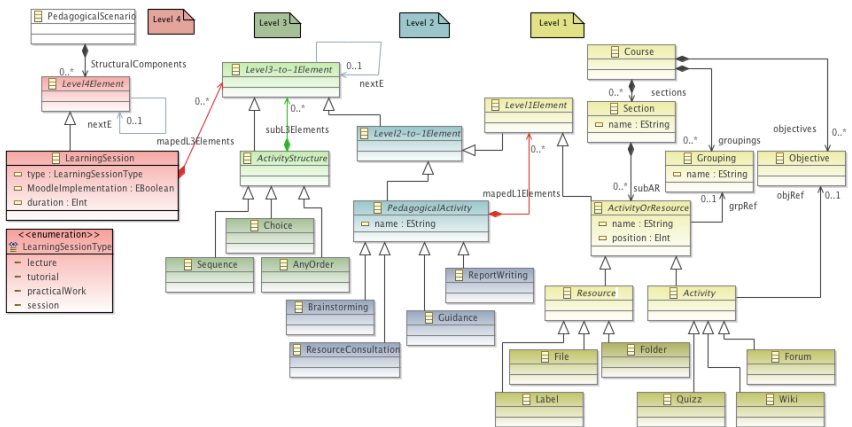 PedagogicalScenario
Level 4
Level 3
Level 2
Level 1
StructuralComponents
0..*
Level4Element
nextE
0..1
mapedL3Elements
0..*
LearningSession
type : LearningSessionType
MoodleImplementation : EBoolean
duration : EInt
<<enumeration>>
LearningSessionType
lecture
tutorial
practicalWork
session
Level3-to-1Element
0..1
nextE
0..*
subL3Elements
ActivityStructure
Choice
Sequence
AnyOrder
Level2-to-1Element
Level1Element
0..*
mapedL1Elements
PedagogicalActivity
name : EString
ReportWriting
Brainstorming
Guidance
ResourceConsultation
Course
sections
0..*
Section
name : EString
0..*
groupings
objectives
0..*
Grouping
name : EString
Objective
0..*
subAR
0..1
grpRef
objRef
0..1
ActivityOrResource
name : EString
position : EInt
Resource
Activity
File
Folder
Forum
Label
Quizz
Wiki